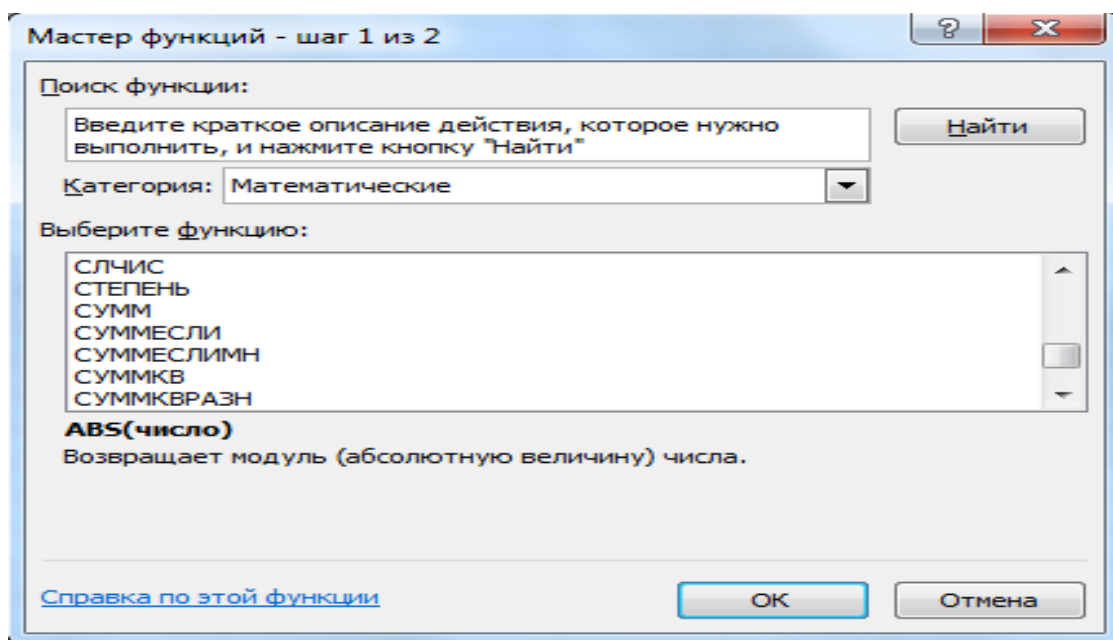 Мастер функций - шаг 1 из 2
Поиск функции:
Введите краткое описание действия, которое нужно
выполнить, и нажмите кнопку "Найти"
Найти
Категория: Математические
Выберите функцию:
СЛЧИС
СТЕПЕНЬ
СУММ
СУММЕСЛИ
СУММЕСЛИМН
СУММКВ
СУММКВРАЗН
ABS(число)
Возвращает модуль (абсолютную величину) числа.
Справка по этой функции
ОК
Отмена